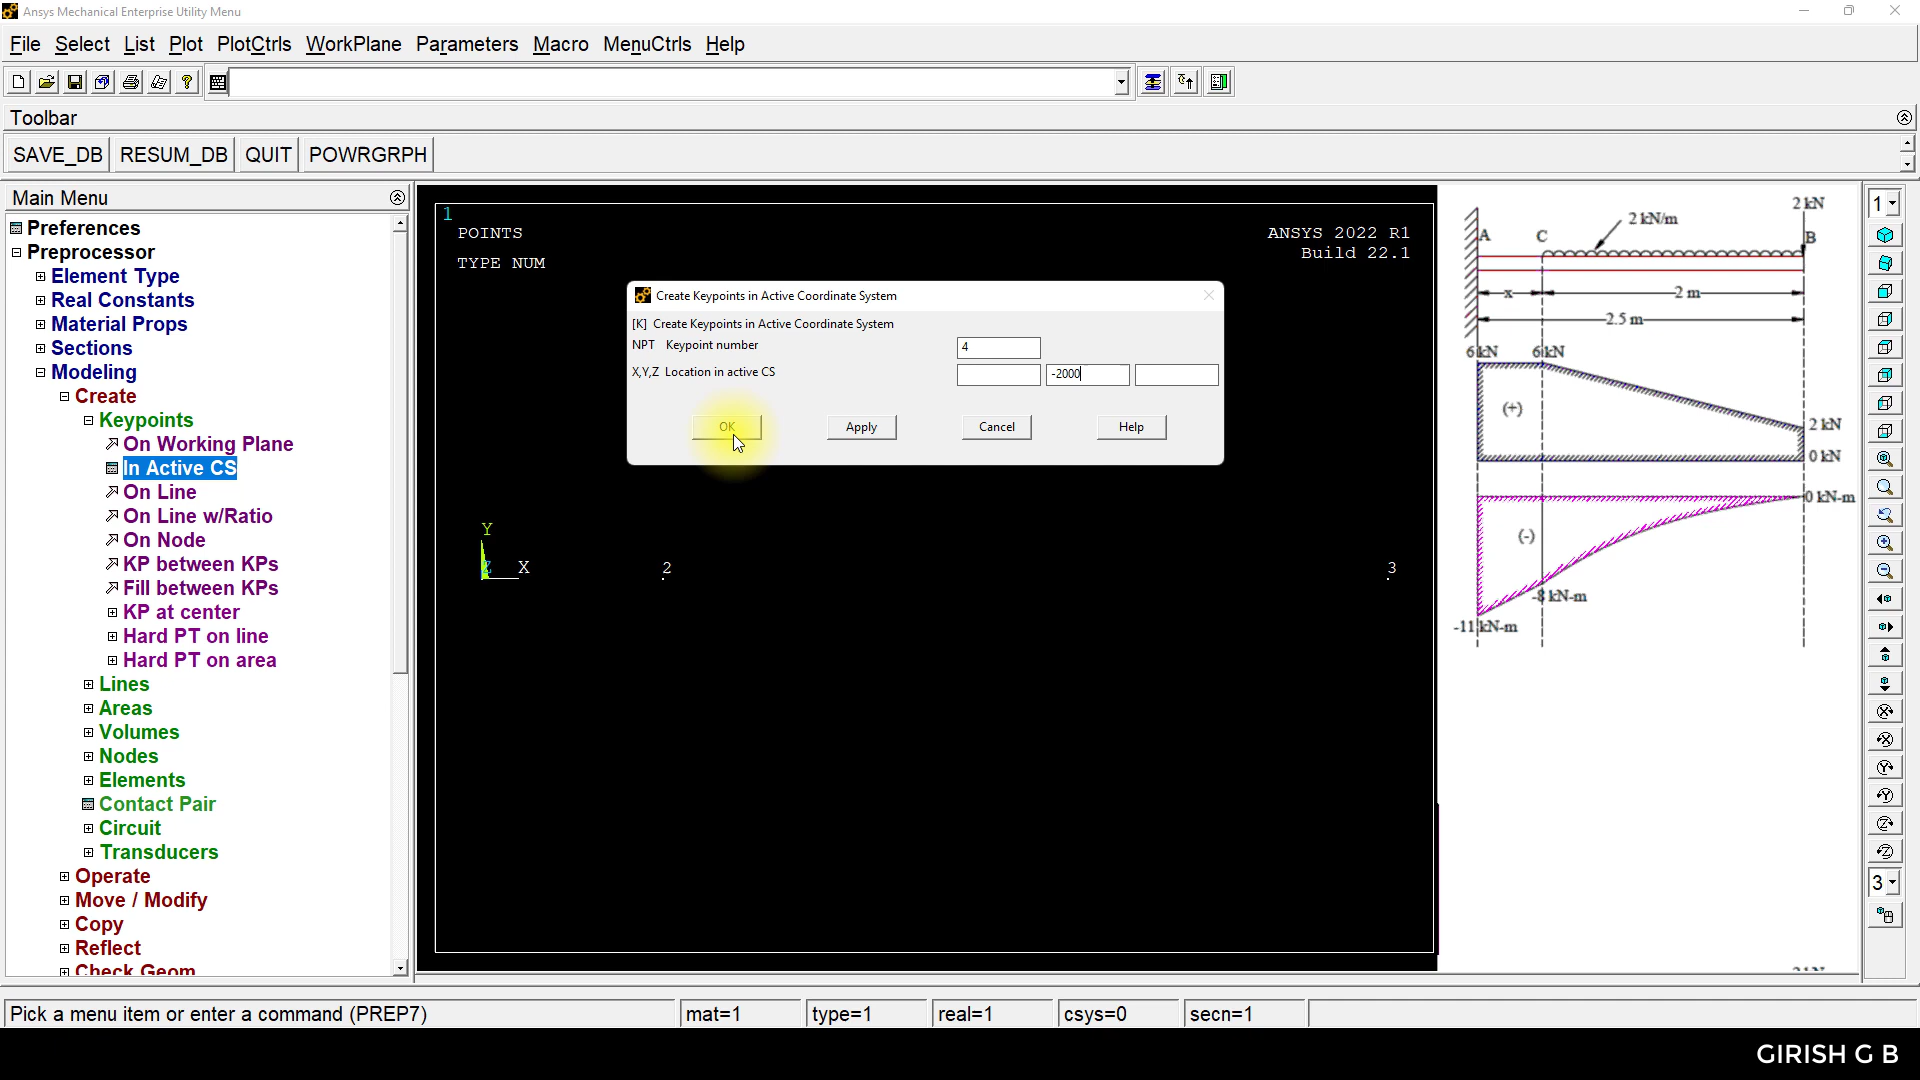 Ansys Mechanical Enterprise Utility Menu
File Select List Plot PlotCtrls WorkPlane Parameters Macro MenuCtrls Help
Toolbar
SAVE_DB RESUM_DB QUIT POWRGRPH
Main Menu
Preferences
Preprocessor
Element Type
Real Constants
Material Props
Sections
Modeling
Create
Keypoints
On Working Plane
In Active CS
On Line
On Line w/Ratio
On Node
KP between KPs
Fill between KPs
KP at center
Hard PT on line
Hard PT on area
Lines
Areas
Volumes
Nodes
Elements
Contact Pair
Circuit
Transducers
Operate
Move / Modify
Copy
Reflect
Check Geom
1
POINTS
TYPE NUM
ANSYS 2022 R1
Build 22.1
Create Keypoints in Active Coordinate System
[K] Create Keypoints in Active Coordinate System
NPT Keypoint number 4
X,Y,Z Location in active CS -2000
OK Apply Cancel Help
Y
Z X 2 3
2 kN
2 kN/m
A C B
x 2 m
2.5 m
6 kN 6 kN
(+)
2 kN
0 kN
0 kN-m
(-)
-8 kN-m
-11 kN-m
1
3
Pick a menu item or enter a command (PREP7) mat=1 type=1 real=1 csys=0 secn=1
GIRISH G B